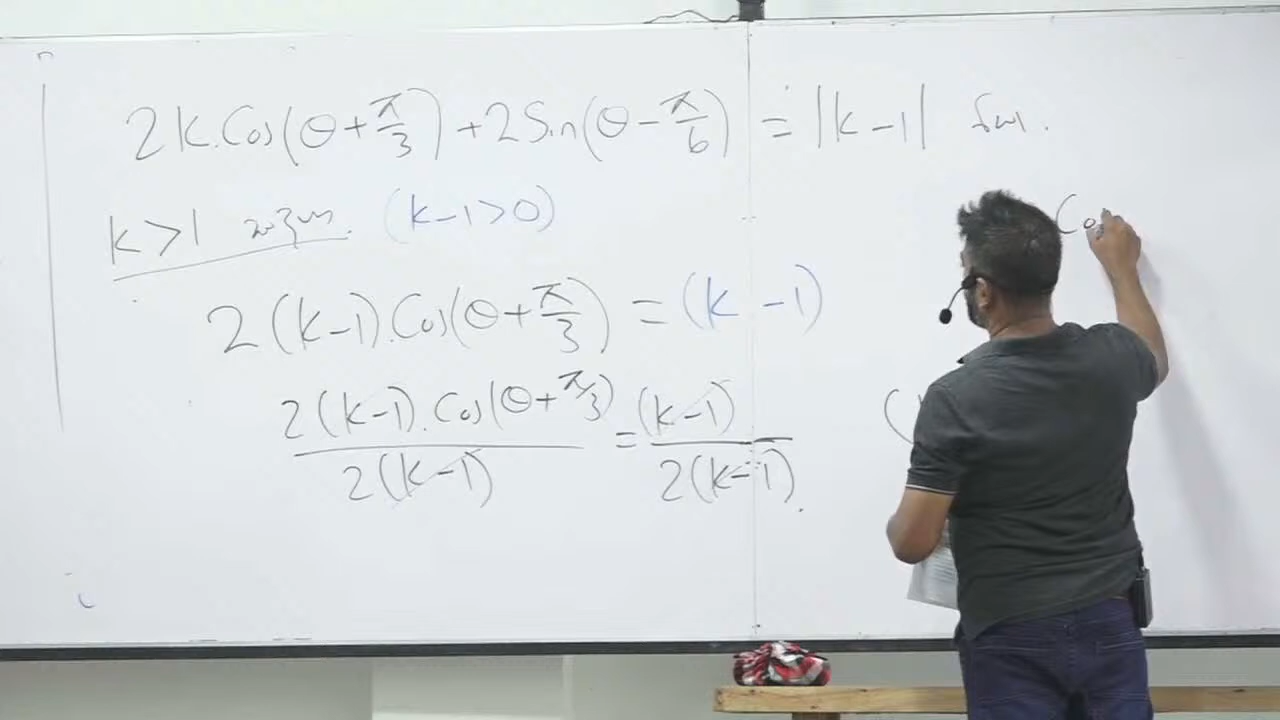 2k.Cos(θ+π/3) + 2Sin(θ-π/6) = |k-1|
k>1 (k-1>0)
2(k-1).Cos(θ+π/3) = (k-1)
2(k-1).Cos(θ+π/3)/2(k-1) = (k-1)/2(k-1)
Cos